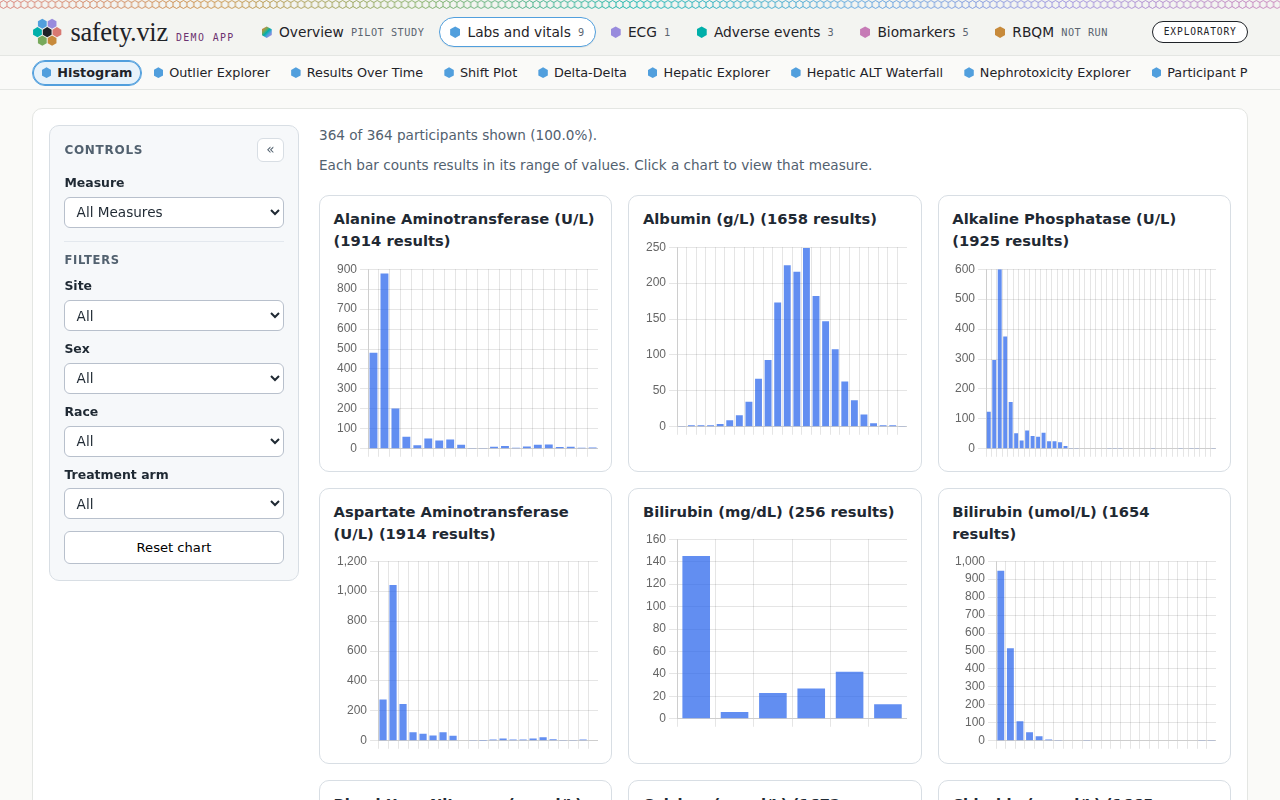 safety.viz DEMO APP
Overview PILOT STUDY
Labs and vitals 9
ECG 1
Adverse events 3
Biomarkers 5
RBQM NOT RUN
EXPLORATORY
Histogram
Outlier Explorer
Results Over Time
Shift Plot
Delta-Delta
Hepatic Explorer
Hepatic ALT Waterfall
Nephrotoxicity Explorer
Participant P
CONTROLS «
Measure
All Measures
FILTERS
Site
All
Sex
All
Race
All
Treatment arm
All
Reset chart
364 of 364 participants shown (100.0%).
Each bar counts results in its range of values. Click a chart to view that measure.
Alanine Aminotransferase (U/L)
(1914 results)
900
800
700
600
500
400
300
200
100
0
Albumin (g/L) (1658 results)
250
200
150
100
50
0
Alkaline Phosphatase (U/L)
(1925 results)
600
500
400
300
200
100
0
Aspartate Aminotransferase
(U/L) (1914 results)
1,200
1,000
800
600
400
200
0
Bilirubin (mg/dL) (256 results)
160
140
120
100
80
60
40
20
0
Bilirubin (umol/L) (1654
results)
1,000
900
800
700
600
500
400
300
200
100
0